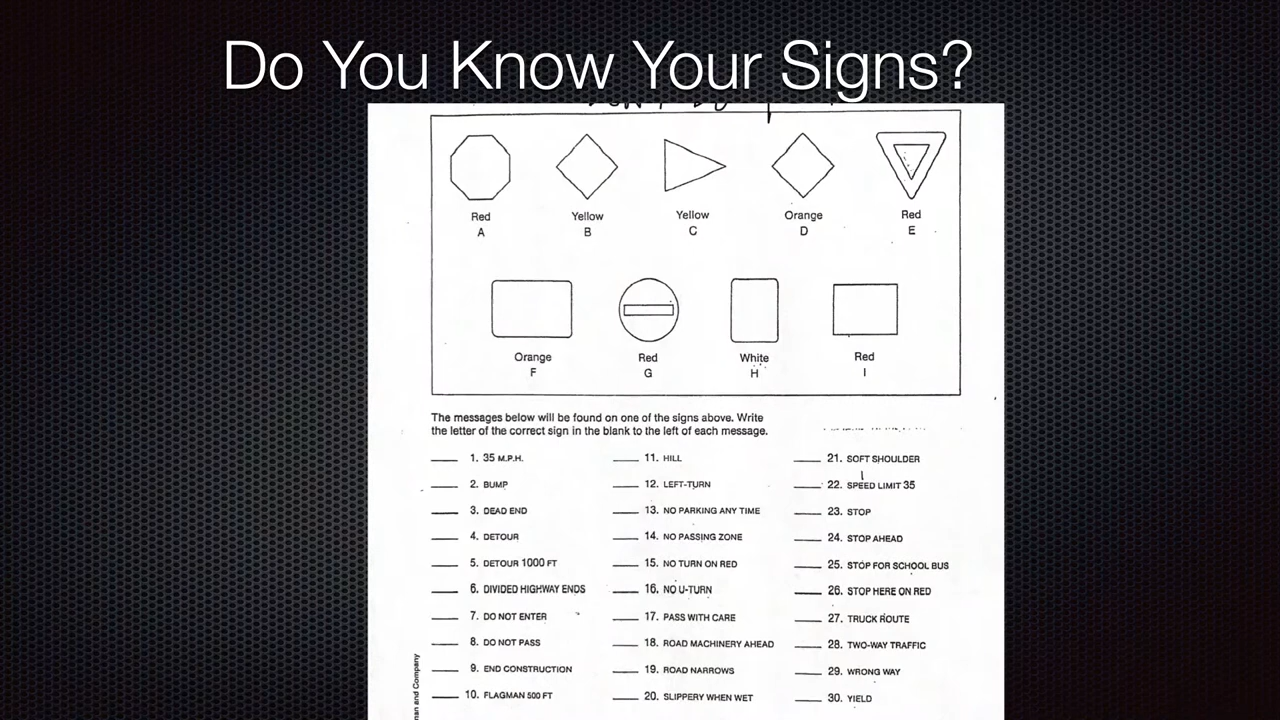 Do You Know Your Signs?
Red Yellow Yellow Orange Red
A B C D E
Orange Red White Red
F G H I
The messages below will be found on one of the signs above. Write
the letter of the correct sign in the blank to the left of each message.
1. 35 M.P.H.
2. BUMP
3. DEAD END
4. DETOUR
5. DETOUR 1000 FT
6. DIVIDED HIGHWAY ENDS
7. DO NOT ENTER
8. DO NOT PASS
9. END CONSTRUCTION
10. FLAGMAN 500 FT
11. HILL
12. LEFT-TURN
13. NO PARKING ANY TIME
14. NO PASSING ZONE
15. NO TURN ON RED
16. NO U-TURN
17. PASS WITH CARE
18. ROAD MACHINERY AHEAD
19. ROAD NARROWS
20. SLIPPERY WHEN WET
21. SOFT SHOULDER
22. SPEED LIMIT 35
23. STOP
24. STOP AHEAD
25. STOP FOR SCHOOL BUS
26. STOP HERE ON RED
27. TRUCK ROUTE
28. TWO-WAY TRAFFIC
29. WRONG WAY
30. YIELD
and Company